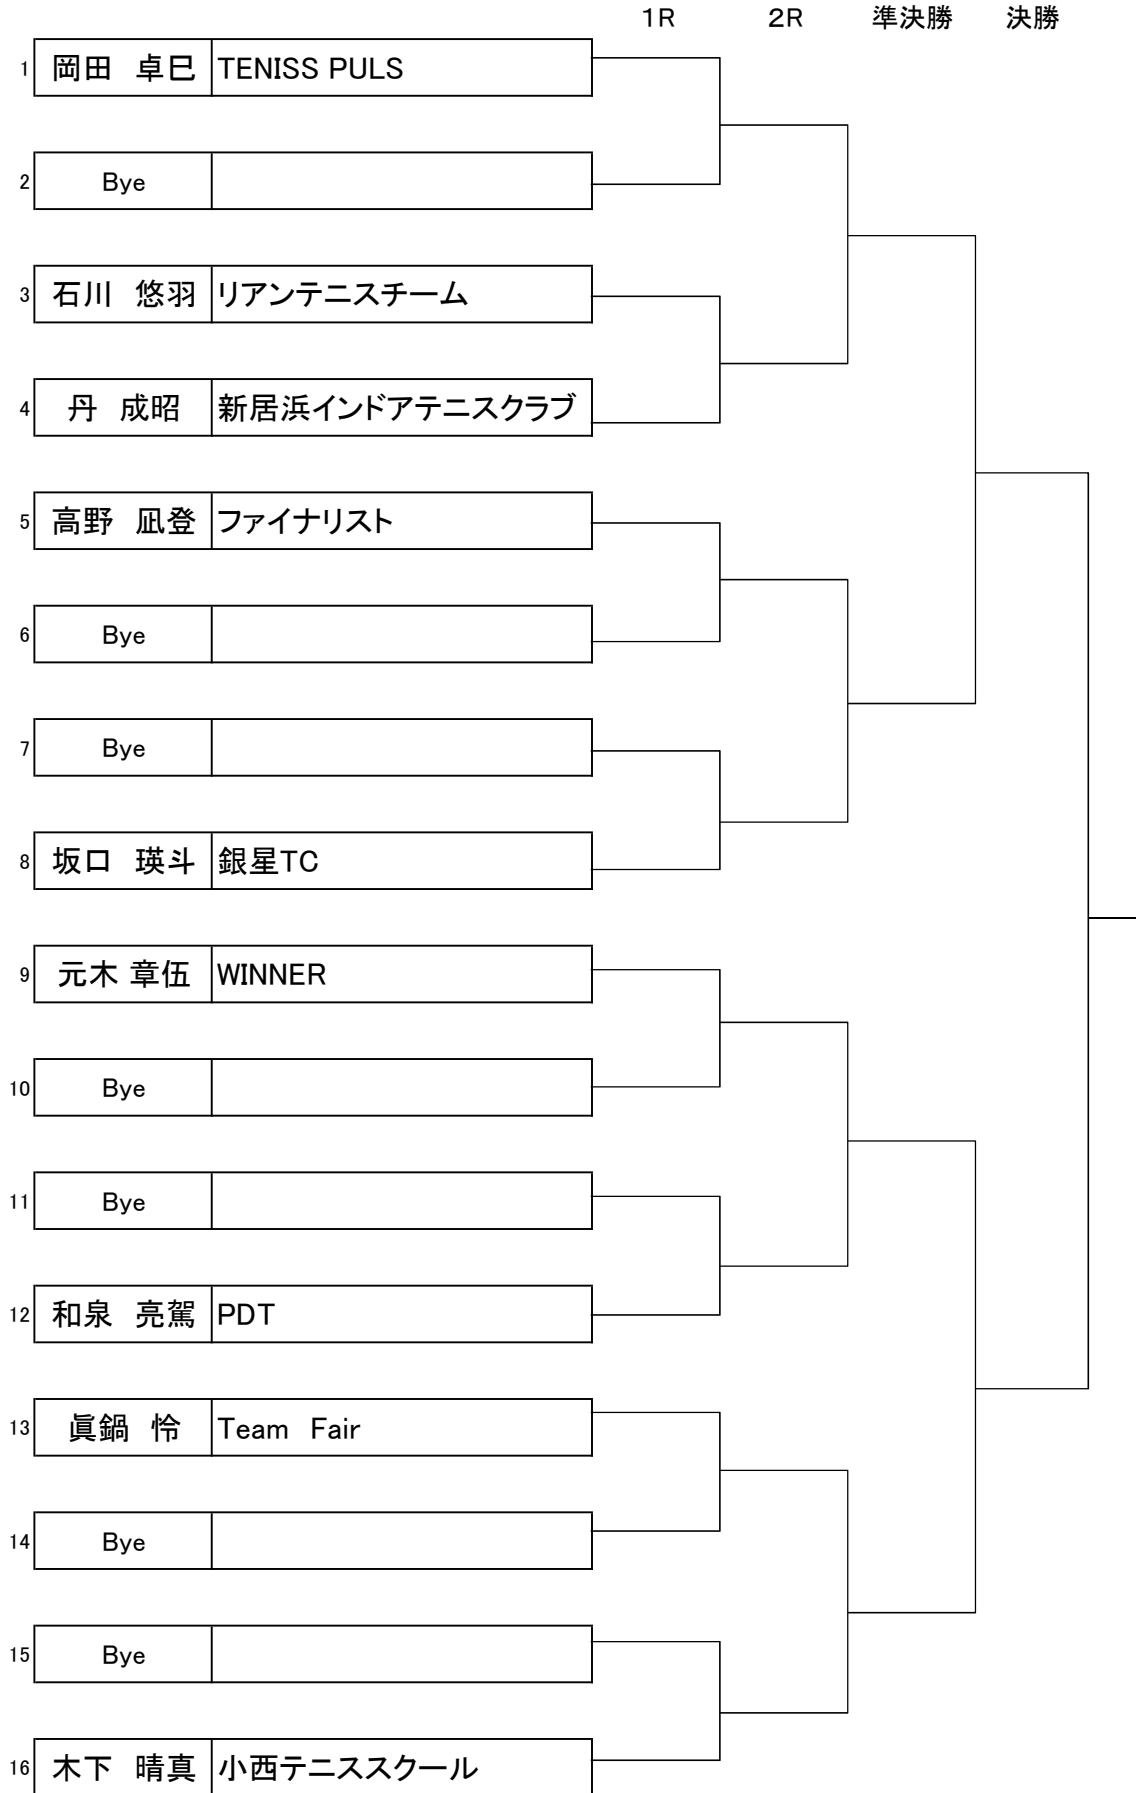 １R　２R　準決勝　決勝
1 岡田　卓巳 TENISS PULS
2 Bye
3 石川　悠羽 リアンテニスチーム
4 丹　成昭 新居浜インドアテニスクラブ
5 高野　凪登 ファイナリスト
6 Bye
7 Bye
8 坂口　瑛斗 銀星TC
9 元木 章伍 WINNER
10 Bye
11 Bye
12 和泉　亮駕 PDT
13 眞鍋　怜 Team　Fair
14 Bye
15 Bye
16 木下　晴真 小西テニススクール